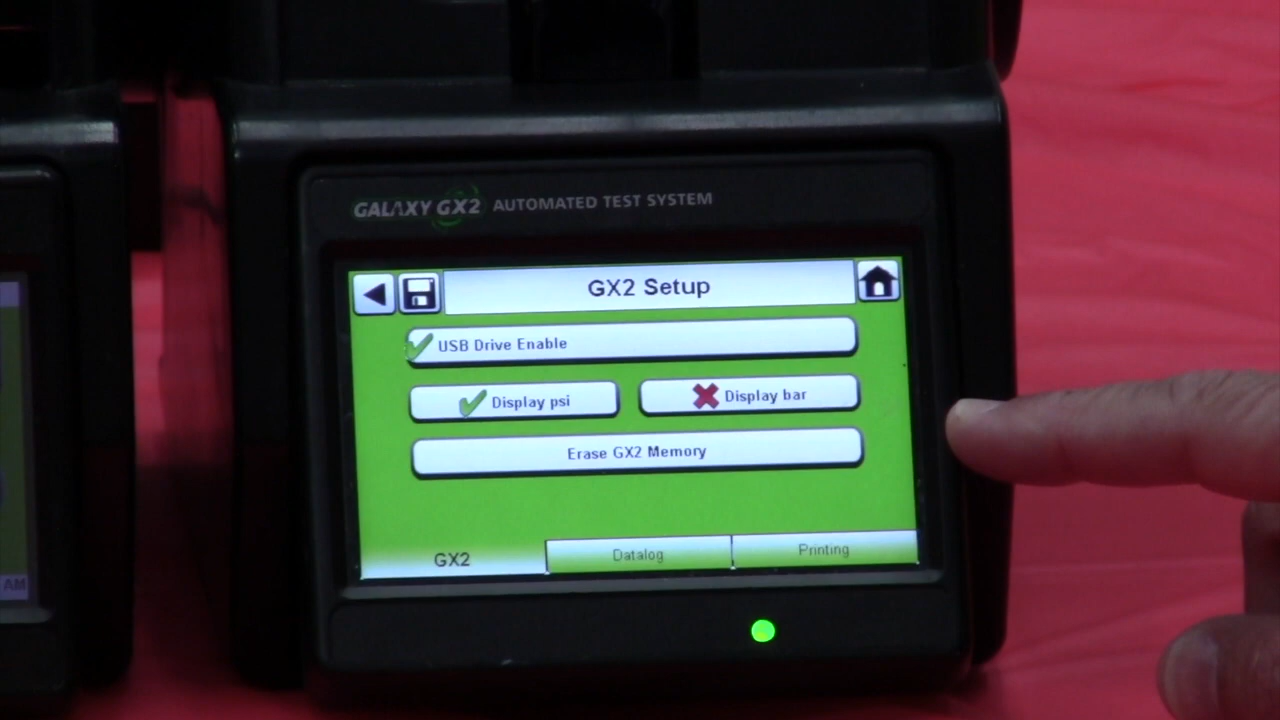 GALAXY GX2 AUTOMATED TEST SYSTEM
GX2 Setup
USB Drive Enable
Display psi
Display bar
Erase GX2 Memory
GX2
Datalog
Printing
AM